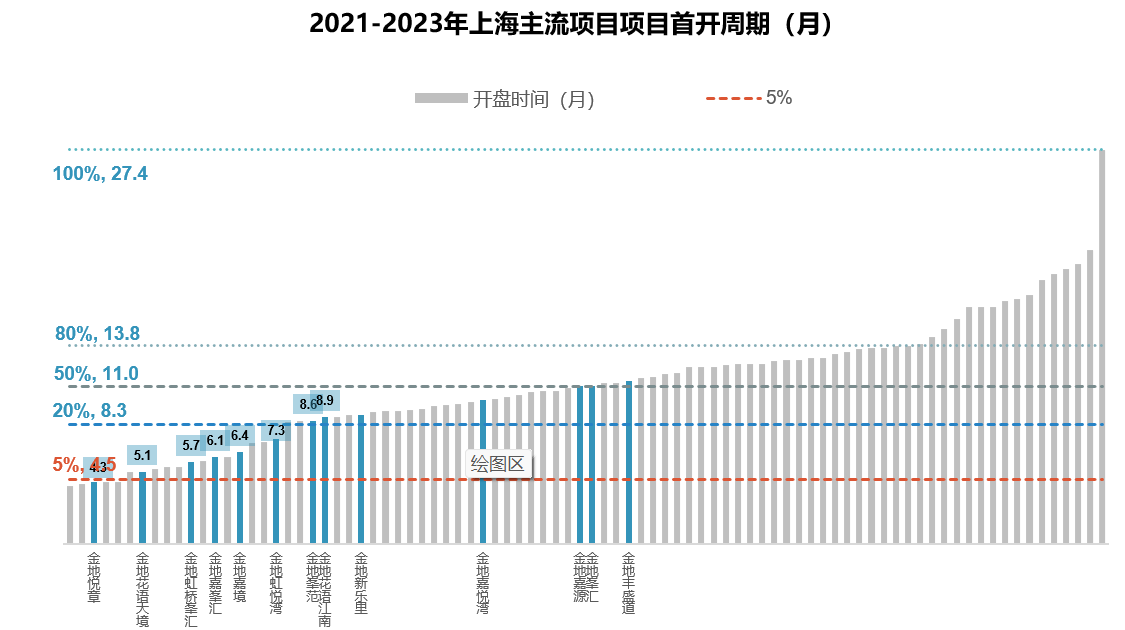 2021-2023年上海主流项目项目首开周期（月）
开盘时间（月）
5%
100%, 27.4
80%, 13.8
50%, 11.0
20%, 8.3
5%, 4.5
4.3
5.1
5.7
6.1
6.4
7.3
8.6
8.9
绘图区
金地悦章
金地花语天境
金地虹桥峯汇
金地嘉峯汇
金地嘉境
金地虹悦湾
金地峯范
金地花语江南
金地新乐里
金地嘉悦湾
金地嘉源
金地峯汇
金地丰盛道